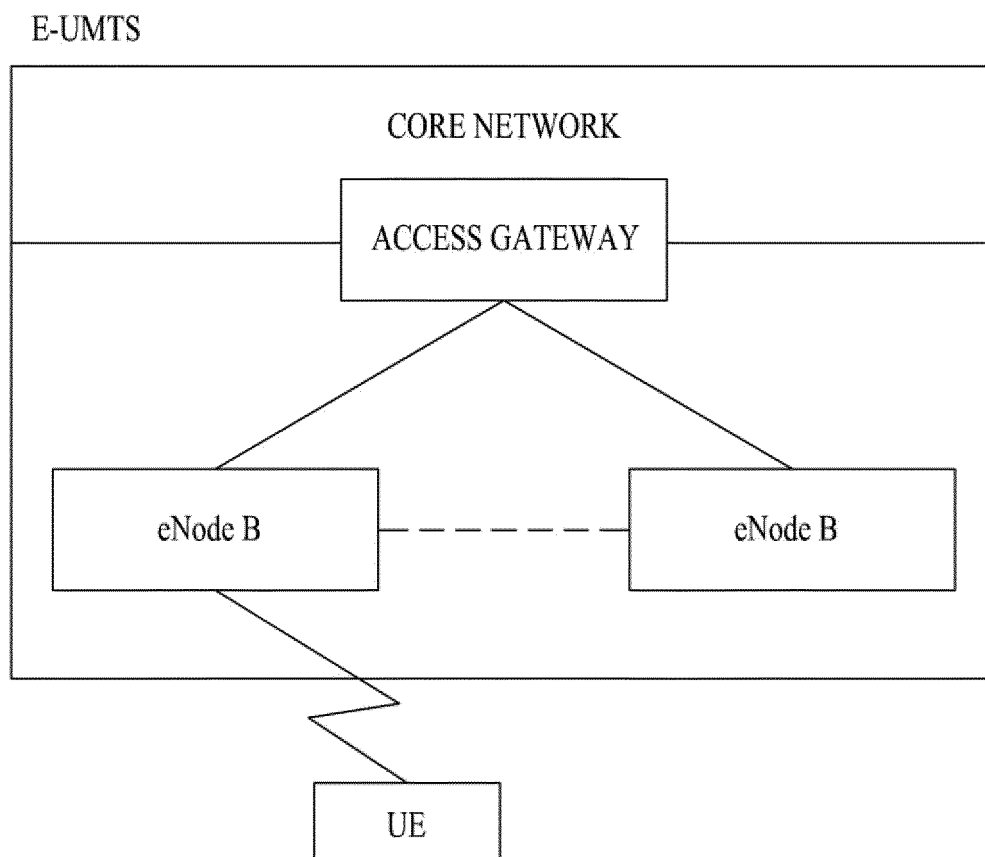 E-UMTS
CORE NETWORK
ACCESS GATEWAY
eNode B
eNode B
UE